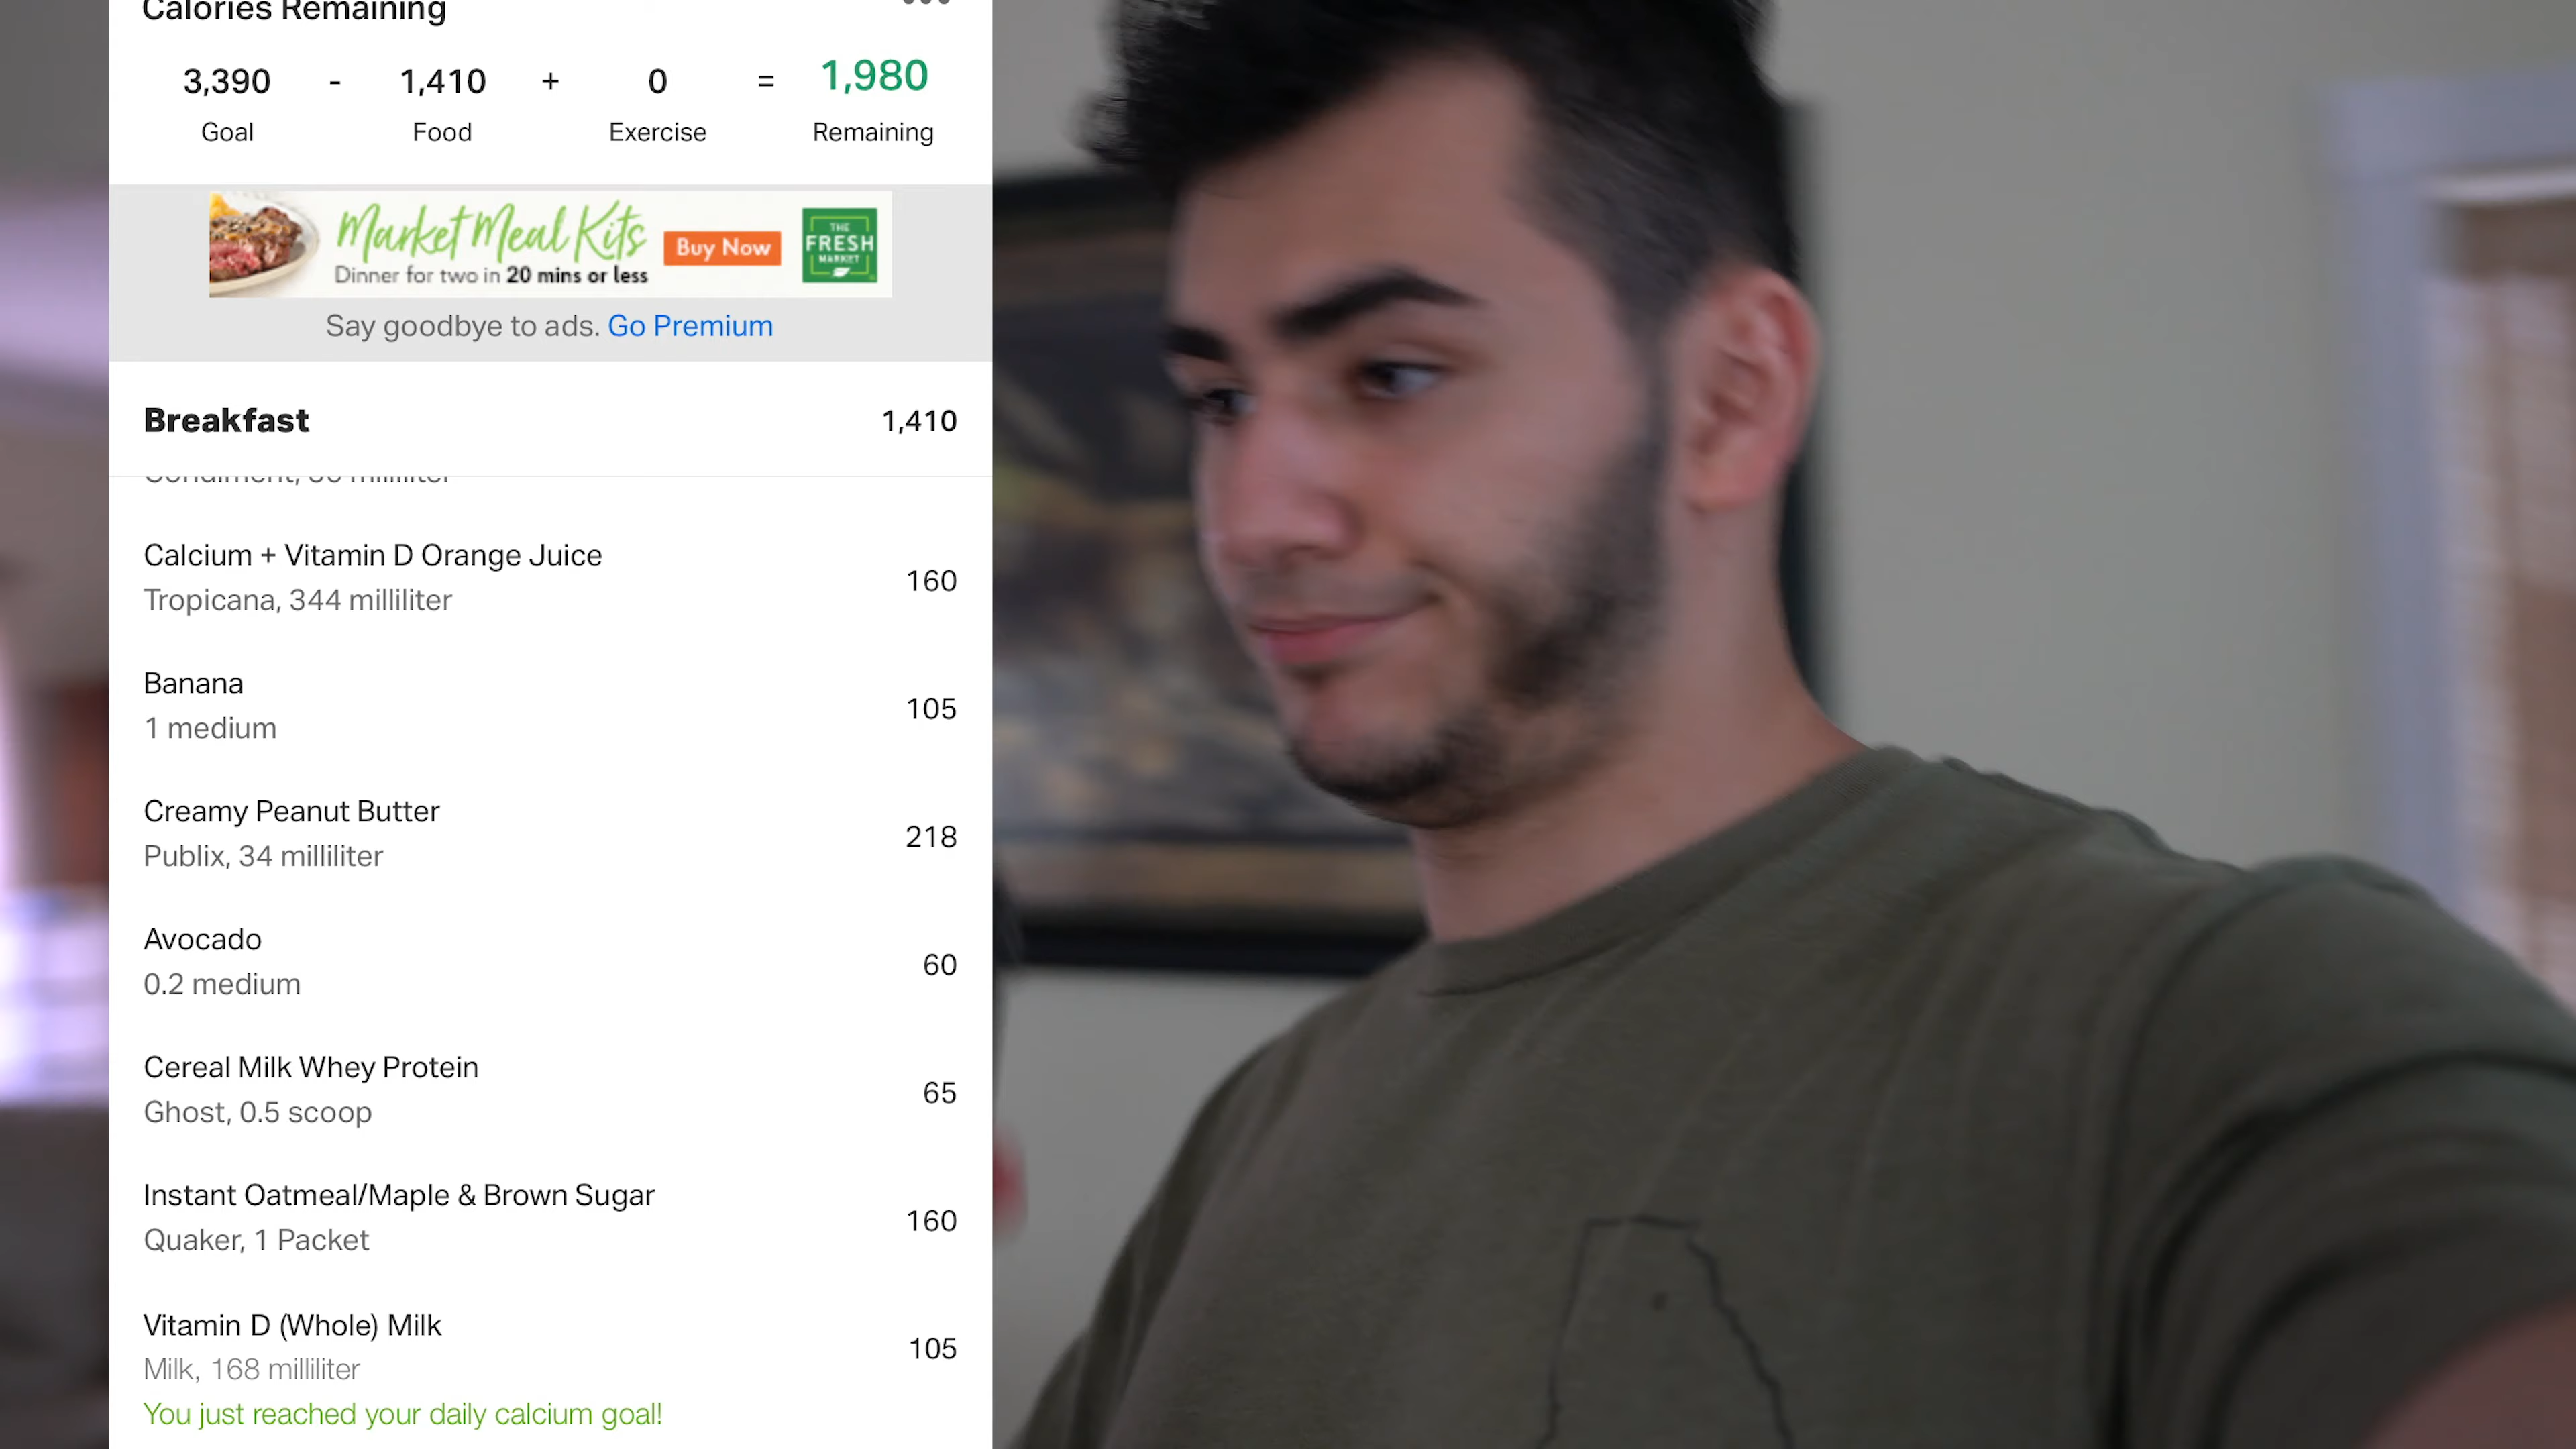 Calories Remaining
3,390 - 1,410 + 0 = 1,980
Goal Food Exercise Remaining
Market Meal Kits
Dinner for two in 20 mins or less
Buy Now
THE
FRESH
MARKET
Say goodbye to ads. Go Premium
Breakfast 1,410
Calcium + Vitamin D Orange Juice
160
Tropicana, 344 milliliter
Banana
105
1 medium
Creamy Peanut Butter
218
Publix, 34 milliliter
Avocado
60
0.2 medium
Cereal Milk Whey Protein
65
Ghost, 0.5 scoop
Instant Oatmeal/Maple & Brown Sugar
160
Quaker, 1 Packet
Vitamin D (Whole) Milk
105
Milk, 168 milliliter
You just reached your daily calcium goal!